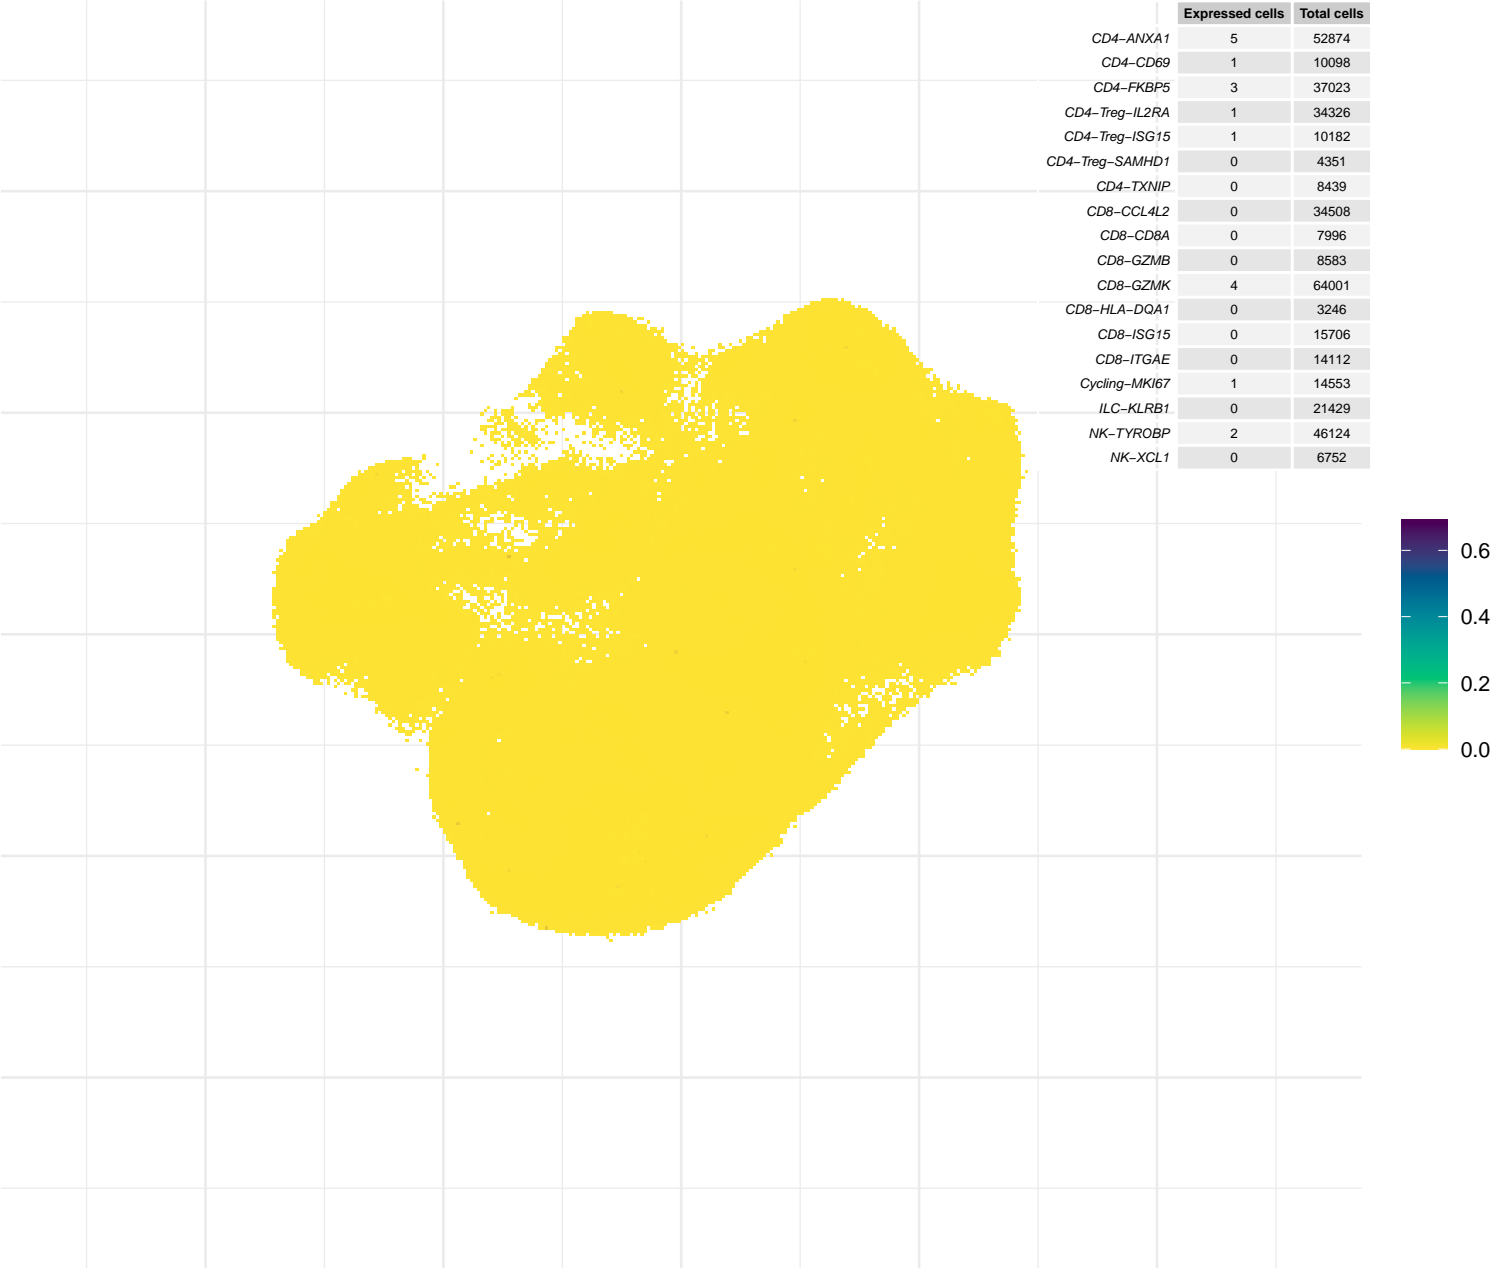 Expressed cells Total cells
CD4−ANXA1 5 52874
CD4−CD69 1 10098
CD4−FKBP5 3 37023
CD4−Treg−IL2RA 1 34326
CD4−Treg−ISG15 1 10182
CD4−Treg−SAMHD1 0 4351
CD4−TXNIP 0 8439
CD8−CCL4L2 0 34508
CD8−CD8A 0 7996
CD8−GZMB 0 8583
CD8−GZMK 4 64001
CD8−HLA−DQA1 0 3246
CD8−ISG15 0 15706
CD8−ITGAE 0 14112
Cycling−MKI67 1 14553
ILC−KLRB1 0 21429
NK−TYROBP 2 46124
NK−XCL1 0 6752
0.6
0.4
0.2
0.0